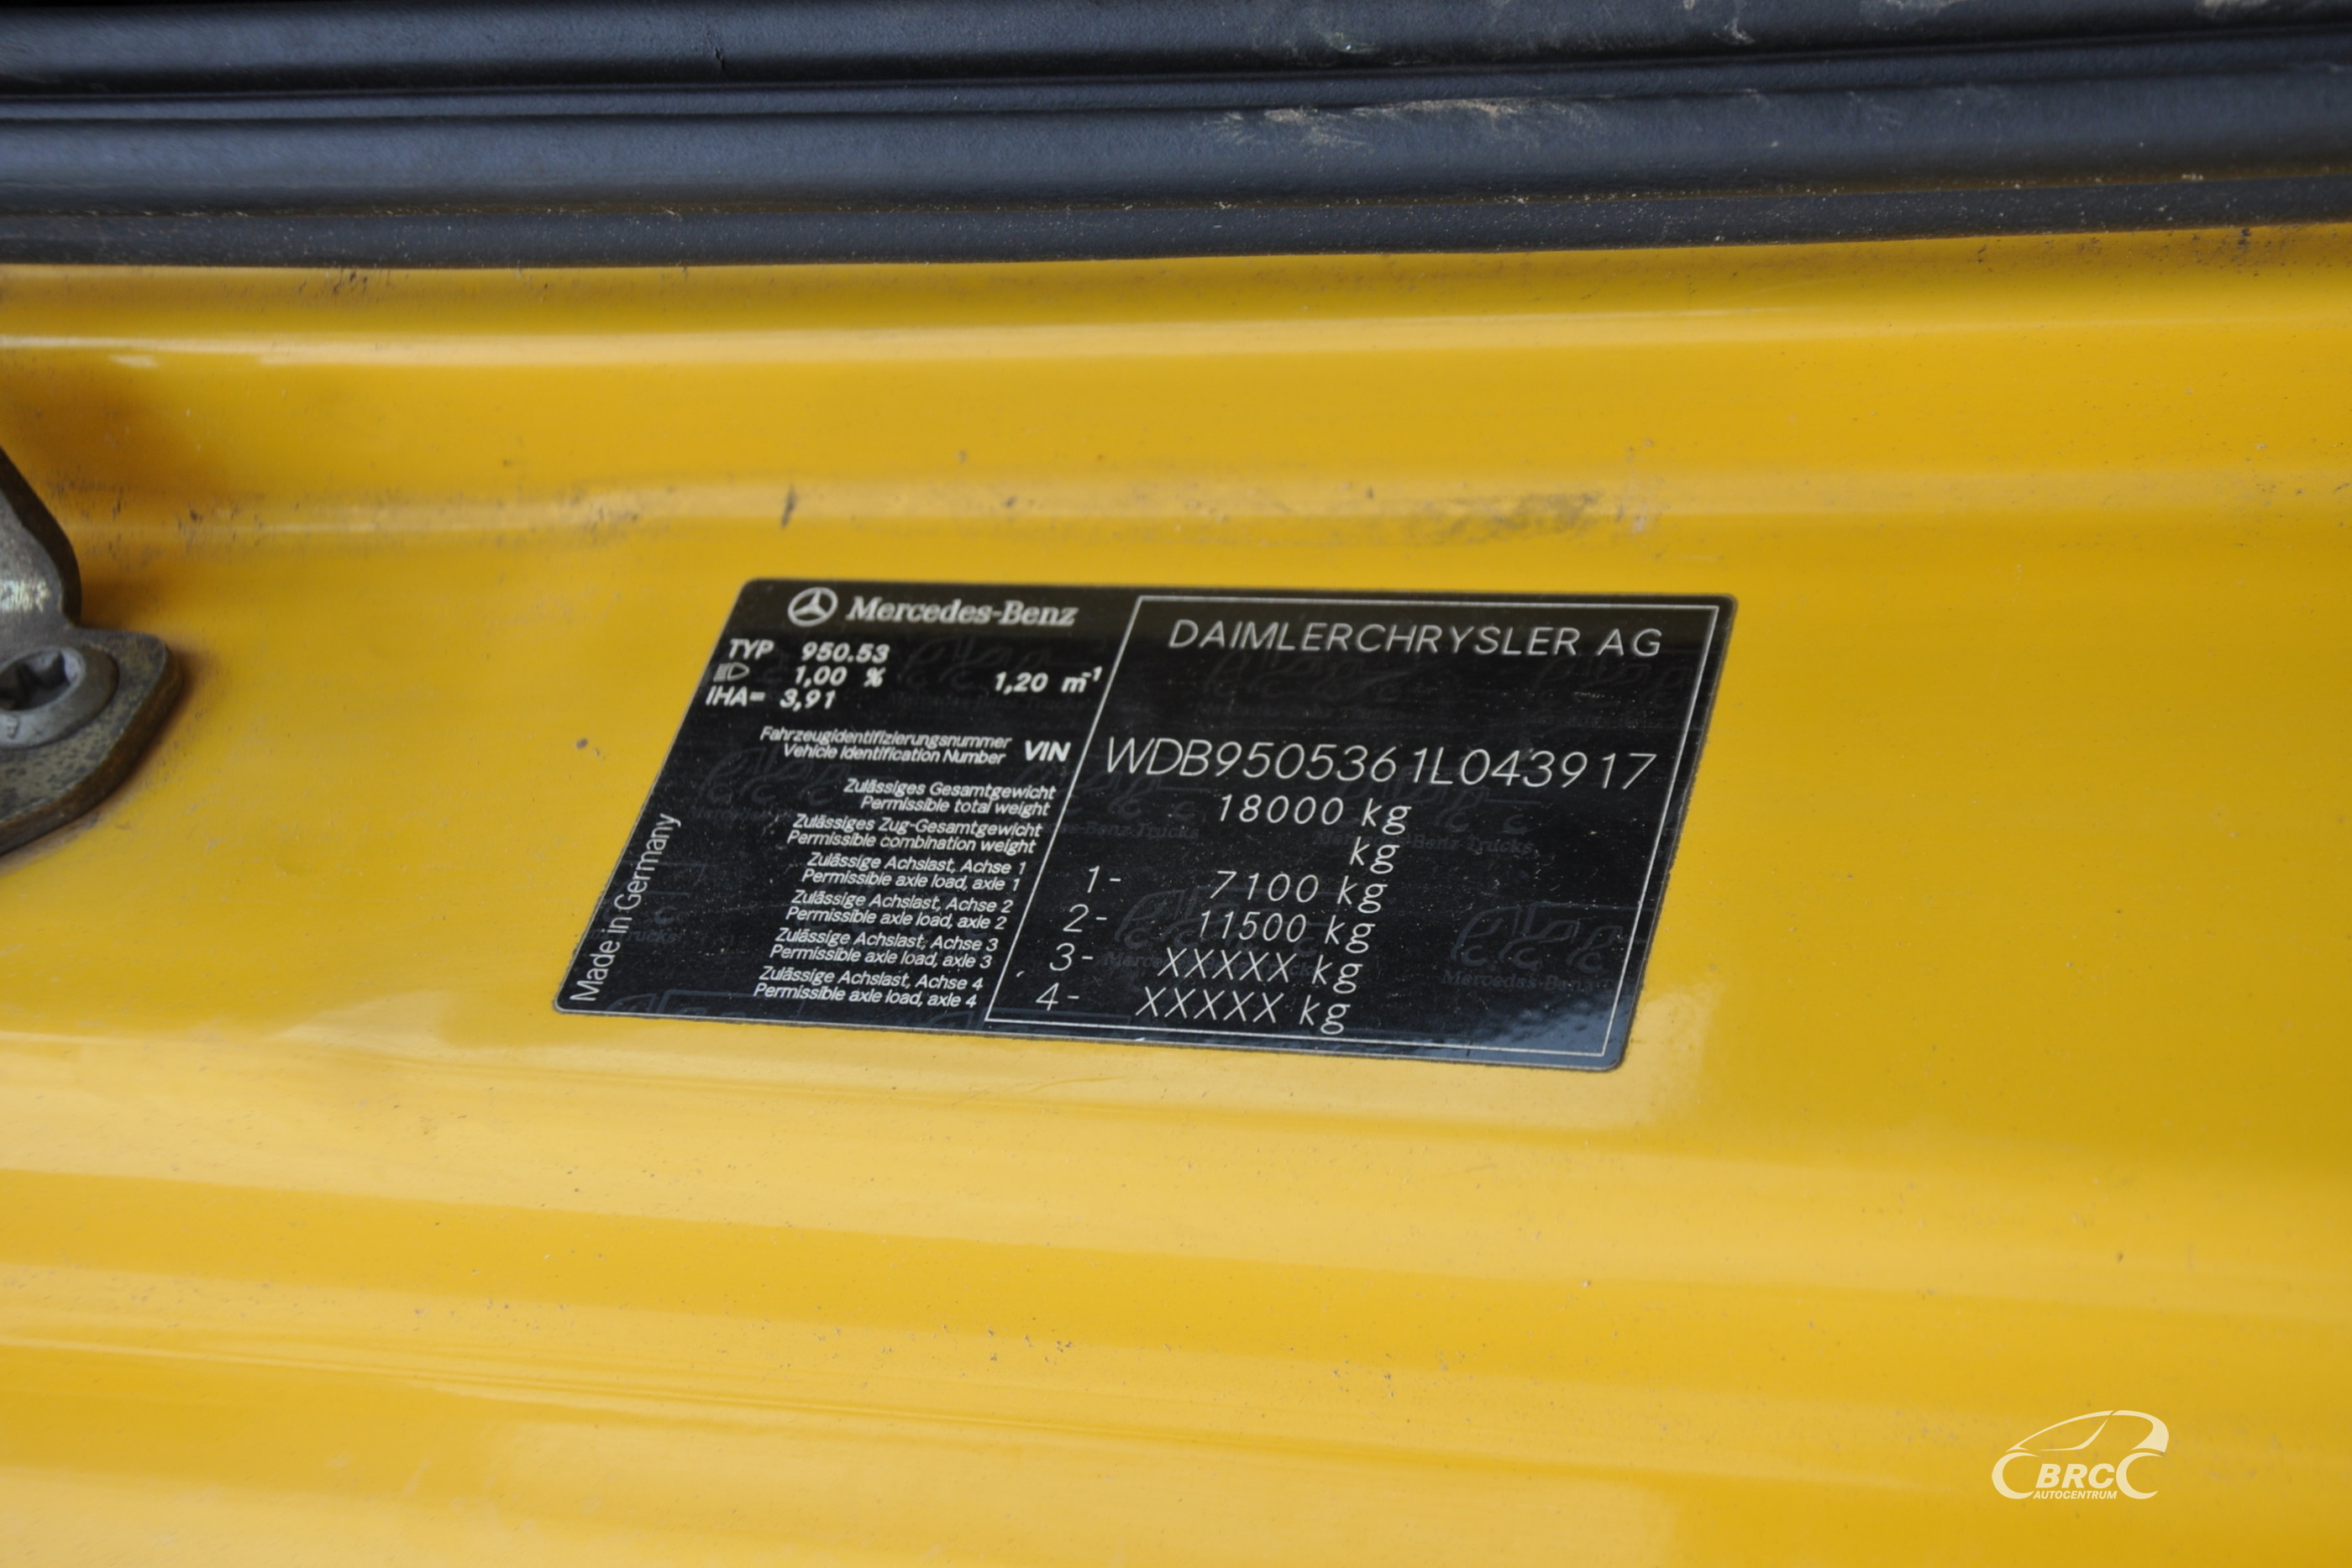 Mercedes-Benz
DAIMLERCHRYSLER AG
TYP 950.53
1,00 % 1,20 m⁻¹
IHA= 3,91
Fahrzeugidentifizierungsnummer
Vehicle Identification Number VIN WDB9505361L043917
Zulässiges Gesamtgewicht
Permissible total weight 18000 kg
Zulässiges Zug-Gesamtgewicht
Permissible combination weight kg
Zulässige Achslast, Achse 1
Permissible axle load, axle 1 1- 7100 kg
Zulässige Achslast, Achse 2
Permissible axle load, axle 2 2- 11500 kg
Zulässige Achslast, Achse 3
Permissible axle load, axle 3 3- XXXXX kg
Zulässige Achslast, Achse 4
Permissible axle load, axle 4 4- XXXXX kg
Made in Germany
BRC
AUTOCENTRUM